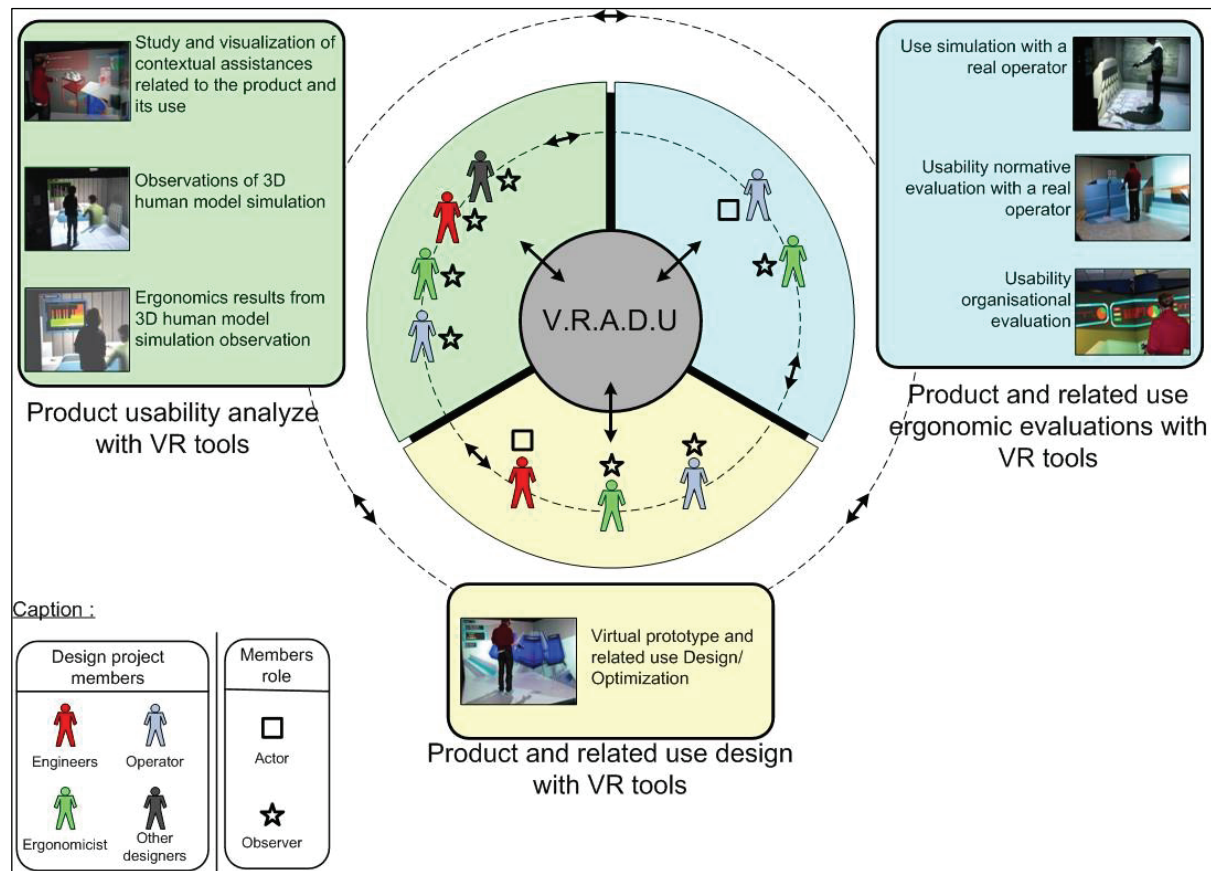 Study and visualization of
contextual assistances
related to the product and
its use
Observations of 3D
human model simulation
Ergonomics results from
3D human model
simulation observation
Product usability analyze
with VR tools
Use simulation with a
real operator
Usability normative
evaluation with a real
operator
Usability
organisational
evaluation
Product and related use
ergonomic evaluations with
VR tools
V.R.A.D.U
Virtual prototype and
related use Design/
Optimization
Product and related use design
with VR tools
Caption :
Design project
members
Engineers
Operator
Ergonomicist
Other
designers
Members
role
Actor
Observer